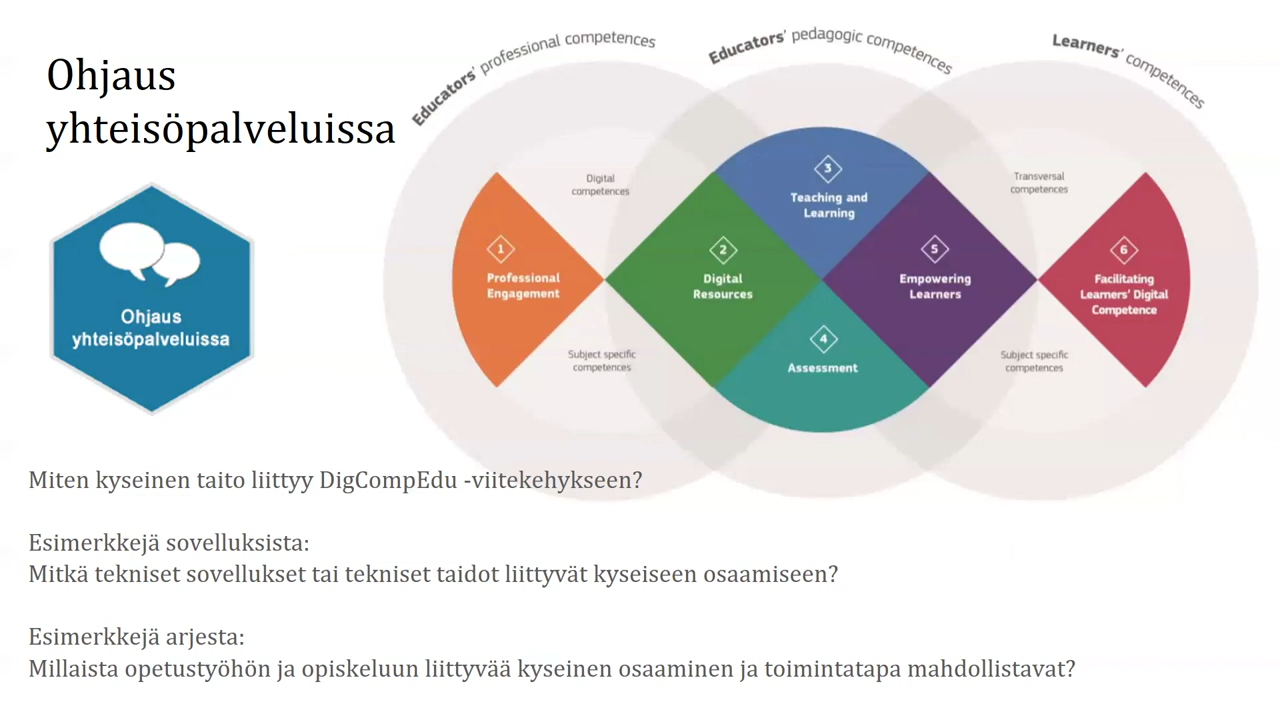 Ohjaus
yhteisöpalveluissa
Ohjaus
yhteisöpalveluissa
Educators' professional competences
Educators' pedagogic competences
Learners' competences
Digital
competences
Transversal
competences
1
Professional
Engagement
2
Digital
Resources
3
Teaching and
Learning
4
Assessment
5
Empowering
Learners
6
Facilitating
Learners' Digital
Competence
Subject specific
competences
Subject specific
competences
Miten kyseinen taito liittyy DigCompEdu -viitekehykseen?
Esimerkkejä sovelluksista:
Mitkä tekniset sovellukset tai tekniset taidot liittyvät kyseiseen osaamiseen?
Esimerkkejä arjesta:
Millaista opetustyöhön ja opiskeluun liittyvää kyseinen osaaminen ja toimintatapa mahdollistavat?